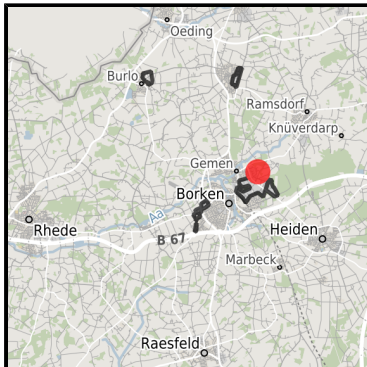 Oeding
Burlo
Ramsdorf
Knüverdarp
Gemen
Borken
Aa
Rhede
B 67
Heiden
Marbeck
Raesfeld